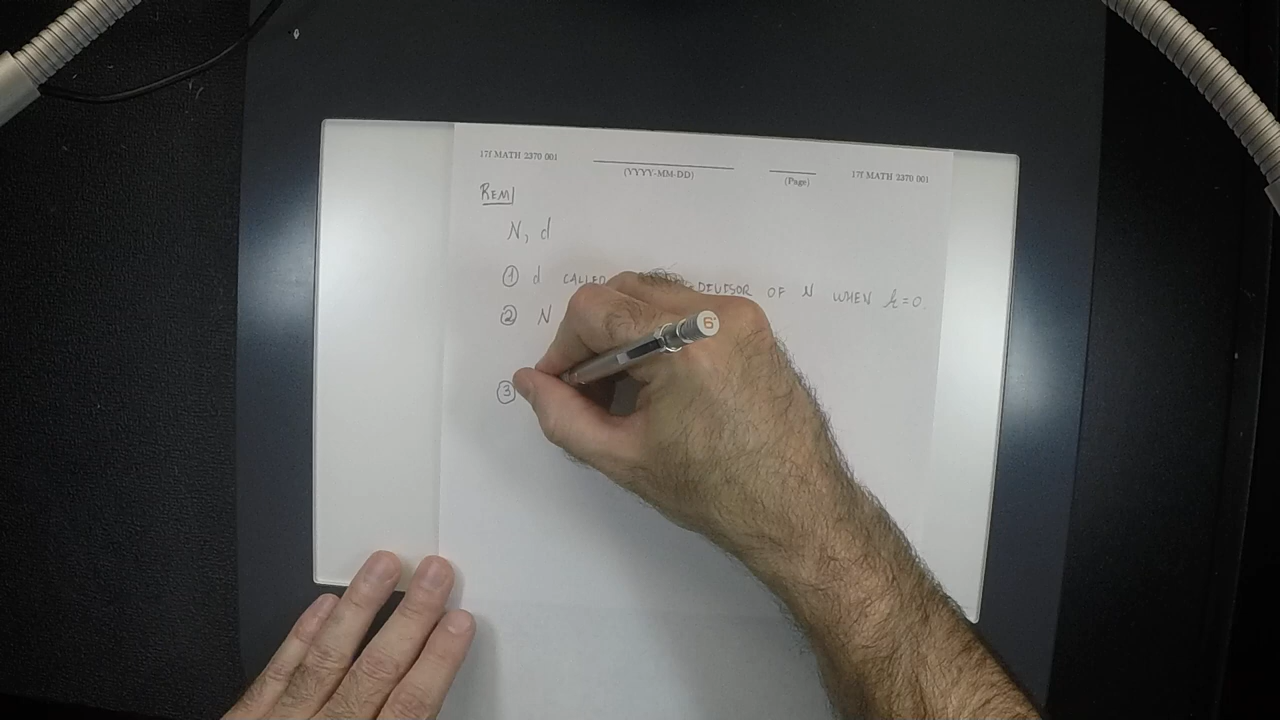 17f MATH 2370 001 (YYYY-MM-DD) (Page) 17f MATH 2370 001
REM
N, d
① d CALLED DIVISOR OF N WHEN r=0.
② N
③